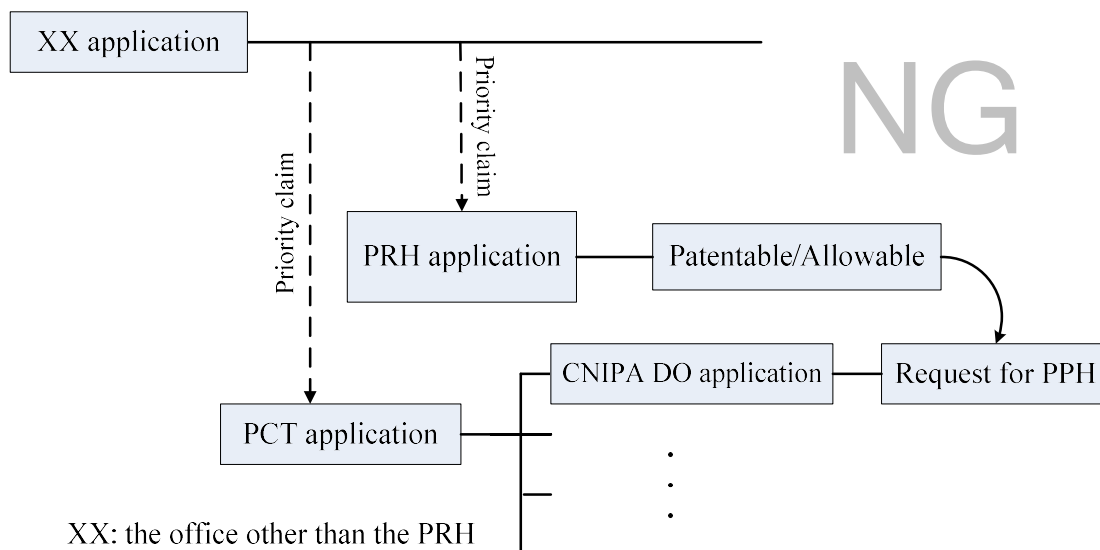 XX application
NG
Priority claim
Priority claim
PRH application
Patentable/Allowable
CNIPA DO application
Request for PPH
PCT application
XX: the office other than the PRH